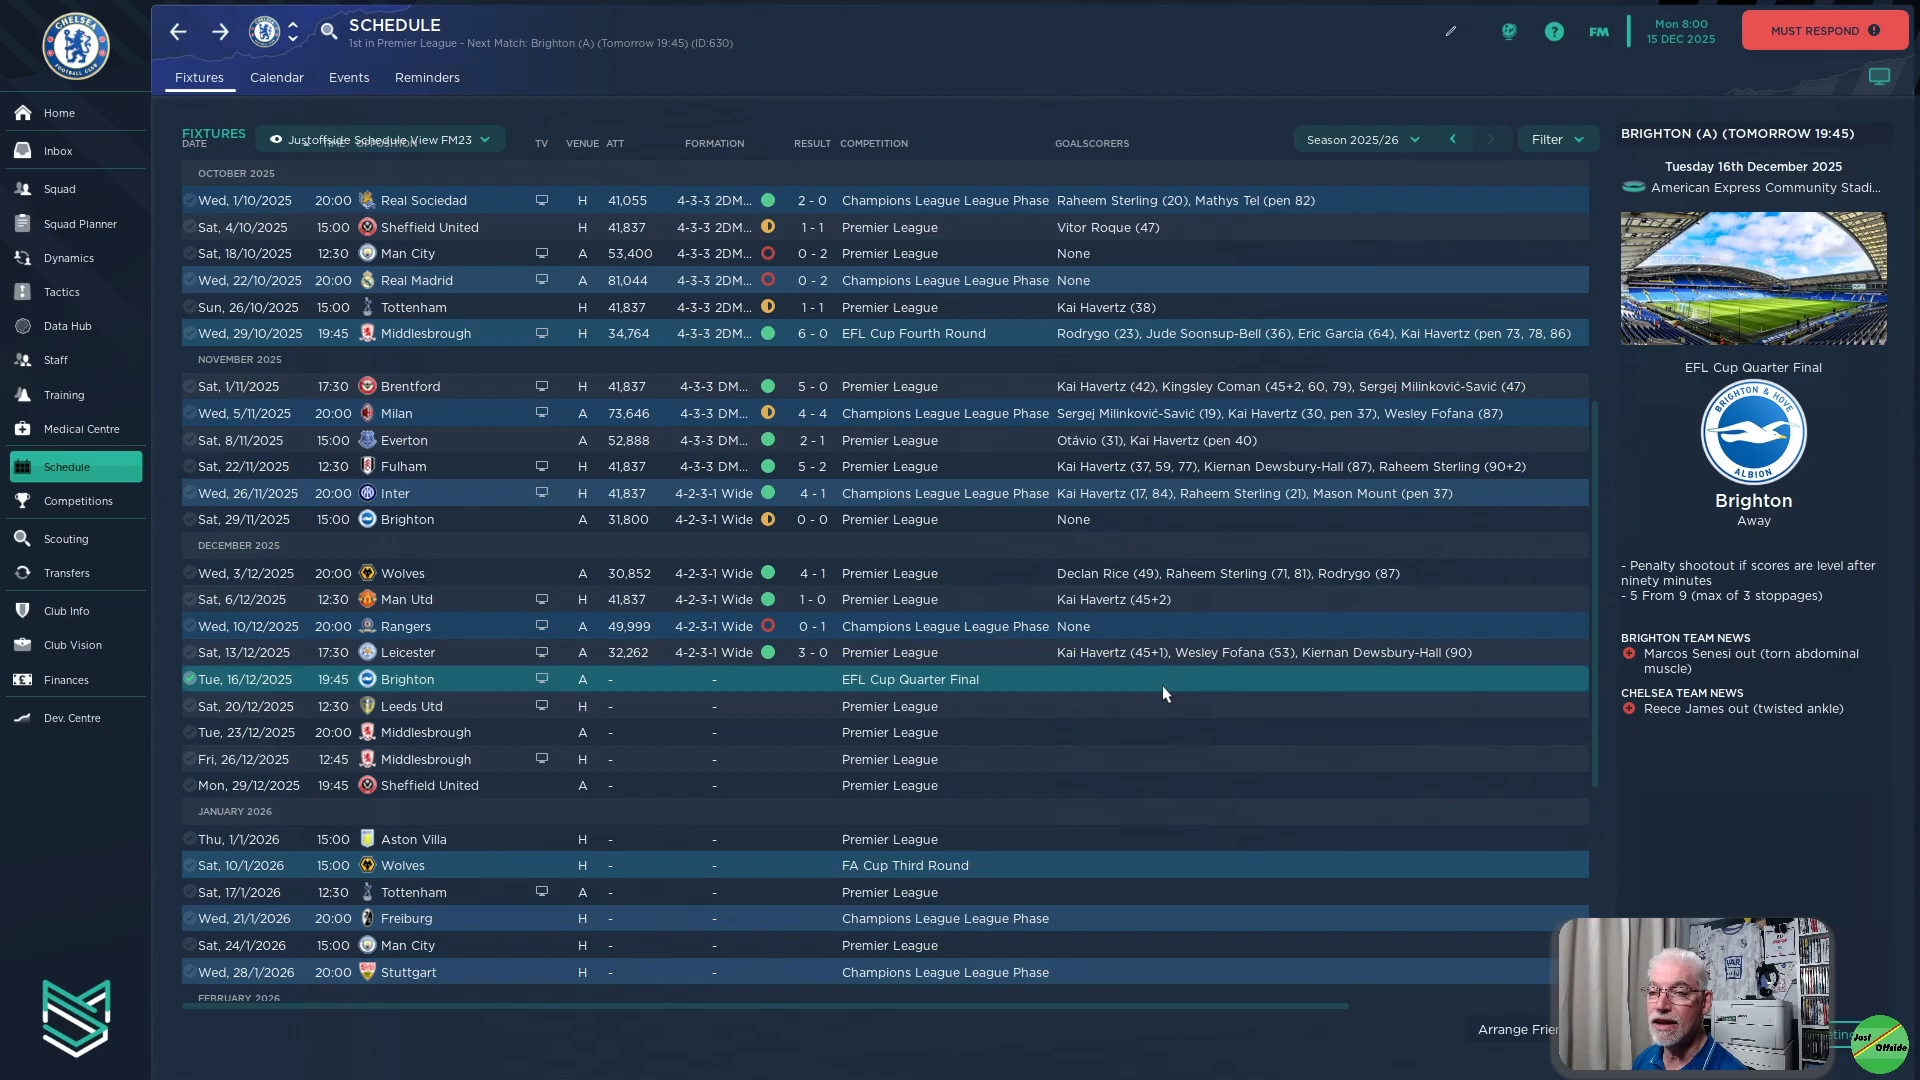 CHELSEA
FOOTBALL CLUB
SCHEDULE
1st in Premier League - Next Match: Brighton (A) (Tomorrow 19:45) (ID:630)
FM
Mon 8:00
15 DEC 2025
MUST RESPOND
Fixtures Calendar Events Reminders
Home
Inbox
Squad
Squad Planner
Dynamics
Tactics
Data Hub
Staff
Training
Medical Centre
Schedule
Competitions
Scouting
Transfers
Club Info
Club Vision
Finances
Dev. Centre
FIXTURES Justoffside Schedule View FM23 Season 2025/26 Filter
DATE TIME OPPOSITION TV VENUE ATT FORMATION RESULT COMPETITION GOALSCORERS
OCTOBER 2025
Wed, 1/10/2025 20:00 Real Sociedad H 41,055 4-3-3 2DM... 2 - 0 Champions League League Phase Raheem Sterling (20), Mathys Tel (pen 82)
Sat, 4/10/2025 15:00 Sheffield United H 41,837 4-3-3 2DM... 1 - 1 Premier League Vitor Roque (47)
Sat, 18/10/2025 12:30 Man City A 53,400 4-3-3 2DM... 0 - 2 Premier League None
Wed, 22/10/2025 20:00 Real Madrid A 81,044 4-3-3 2DM... 0 - 2 Champions League League Phase None
Sun, 26/10/2025 15:00 Tottenham H 41,837 4-3-3 2DM... 1 - 1 Premier League Kai Havertz (38)
Wed, 29/10/2025 19:45 Middlesbrough H 34,764 4-3-3 2DM... 6 - 0 EFL Cup Fourth Round Rodrygo (23), Jude Soonsup-Bell (36), Eric García (64), Kai Havertz (pen 73, 78, 86)
NOVEMBER 2025
Sat, 1/11/2025 17:30 Brentford H 41,837 4-3-3 DM... 5 - 0 Premier League Kai Havertz (42), Kingsley Coman (45+2, 60, 79), Sergej Milinković-Savić (47)
Wed, 5/11/2025 20:00 Milan A 73,646 4-3-3 DM... 4 - 4 Champions League League Phase Sergej Milinković-Savić (19), Kai Havertz (30, pen 37), Wesley Fofana (87)
Sat, 8/11/2025 15:00 Everton A 52,888 4-3-3 DM... 2 - 1 Premier League Otávio (31), Kai Havertz (pen 40)
Sat, 22/11/2025 12:30 Fulham H 41,837 4-3-3 DM... 5 - 2 Premier League Kai Havertz (37, 59, 77), Kiernan Dewsbury-Hall (87), Raheem Sterling (90+2)
Wed, 26/11/2025 20:00 Inter H 41,837 4-2-3-1 Wide 4 - 1 Champions League League Phase Kai Havertz (17, 84), Raheem Sterling (21), Mason Mount (pen 37)
Sat, 29/11/2025 15:00 Brighton A 31,800 4-2-3-1 Wide 0 - 0 Premier League None
DECEMBER 2025
Wed, 3/12/2025 20:00 Wolves A 30,852 4-2-3-1 Wide 4 - 1 Premier League Declan Rice (49), Raheem Sterling (71, 81), Rodrygo (87)
Sat, 6/12/2025 12:30 Man Utd H 41,837 4-2-3-1 Wide 1 - 0 Premier League Kai Havertz (45+2)
Wed, 10/12/2025 20:00 Rangers A 49,999 4-2-3-1 Wide 0 - 1 Champions League League Phase None
Sat, 13/12/2025 17:30 Leicester A 32,262 4-2-3-1 Wide 3 - 0 Premier League Kai Havertz (45+1), Wesley Fofana (53), Kiernan Dewsbury-Hall (90)
Tue, 16/12/2025 19:45 Brighton A - - EFL Cup Quarter Final
Sat, 20/12/2025 12:30 Leeds Utd H - - Premier League
Tue, 23/12/2025 20:00 Middlesbrough A - - Premier League
Fri, 26/12/2025 12:45 Middlesbrough H - - Premier League
Mon, 29/12/2025 19:45 Sheffield United A - - Premier League
JANUARY 2026
Thu, 1/1/2026 15:00 Aston Villa H - - Premier League
Sat, 10/1/2026 15:00 Wolves H - - FA Cup Third Round
Sat, 17/1/2026 12:30 Tottenham A - - Premier League
Wed, 21/1/2026 20:00 Freiburg H - - Champions League League Phase
Sat, 24/1/2026 15:00 Man City H - - Premier League
Wed, 28/1/2026 20:00 Stuttgart H - - Champions League League Phase
FEBRUARY 2026
Arrange Frien
BRIGHTON (A) (TOMORROW 19:45)
Tuesday 16th December 2025
American Express Community Stadi...
EFL Cup Quarter Final
BRIGHTON & HOVE
ALBION
Brighton
Away
- Penalty shootout if scores are level after
ninety minutes
- 5 From 9 (max of 3 stoppages)
BRIGHTON TEAM NEWS
Marcos Senesi out (torn abdominal
muscle)
CHELSEA TEAM NEWS
Reece James out (twisted ankle)
Just
Offside